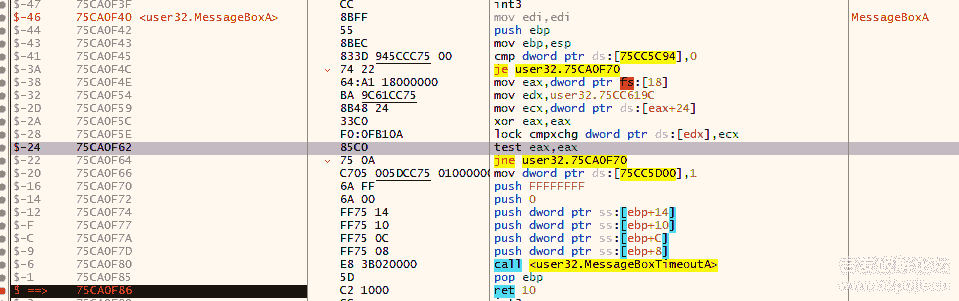 $-47 75CA0F3F CC int3
$-46 75CA0F40 <user32.MessageBoxA> 8BFF mov edi,edi MessageBoxA
$-44 75CA0F42 55 push ebp
$-43 75CA0F43 8BEC mov ebp,esp
$-41 75CA0F45 833D 945CCC75 00 cmp dword ptr ds:[75CC5C94],0
$-3A 75CA0F4C 74 22 je user32.75CA0F70
$-38 75CA0F4E 64:A1 18000000 mov eax,dword ptr fs:[18]
$-32 75CA0F54 BA 9C61CC75 mov edx,user32.75CC619C
$-2D 75CA0F59 8B48 24 mov ecx,dword ptr ds:[eax+24]
$-2A 75CA0F5C 33C0 xor eax,eax
$-28 75CA0F5E F0:0FB10A lock cmpxchg dword ptr ds:[edx],ecx
$-24 75CA0F62 85C0 test eax,eax
$-22 75CA0F64 75 0A jne user32.75CA0F70
$-20 75CA0F66 C705 005DCC75 01000000 mov dword ptr ds:[75CC5D00],1
$-16 75CA0F70 6A FF push FFFFFFFF
$-14 75CA0F72 6A 00 push 0
$-12 75CA0F74 FF75 14 push dword ptr ss:[ebp+14]
$-F 75CA0F77 FF75 10 push dword ptr ss:[ebp+10]
$-C 75CA0F7A FF75 0C push dword ptr ss:[ebp+C]
$-9 75CA0F7D FF75 08 push dword ptr ss:[ebp+8]
$-6 75CA0F80 E8 3B020000 call <user32.MessageBoxTimeoutA>
$-1 75CA0F85 5D pop ebp
$ ==> 75CA0F86 C2 1000 ret 10